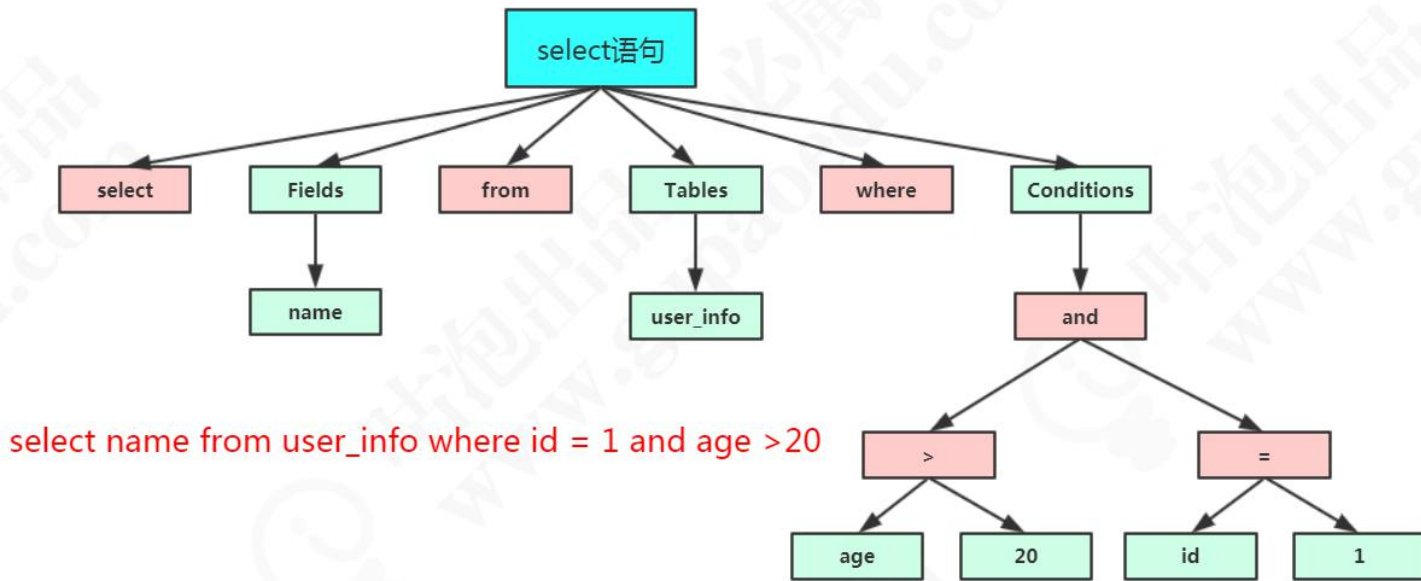 select语句
select
Fields
from
Tables
where
Conditions
name
user_info
and
select name from user_info where id = 1 and age >20
>
=
age
20
id
1